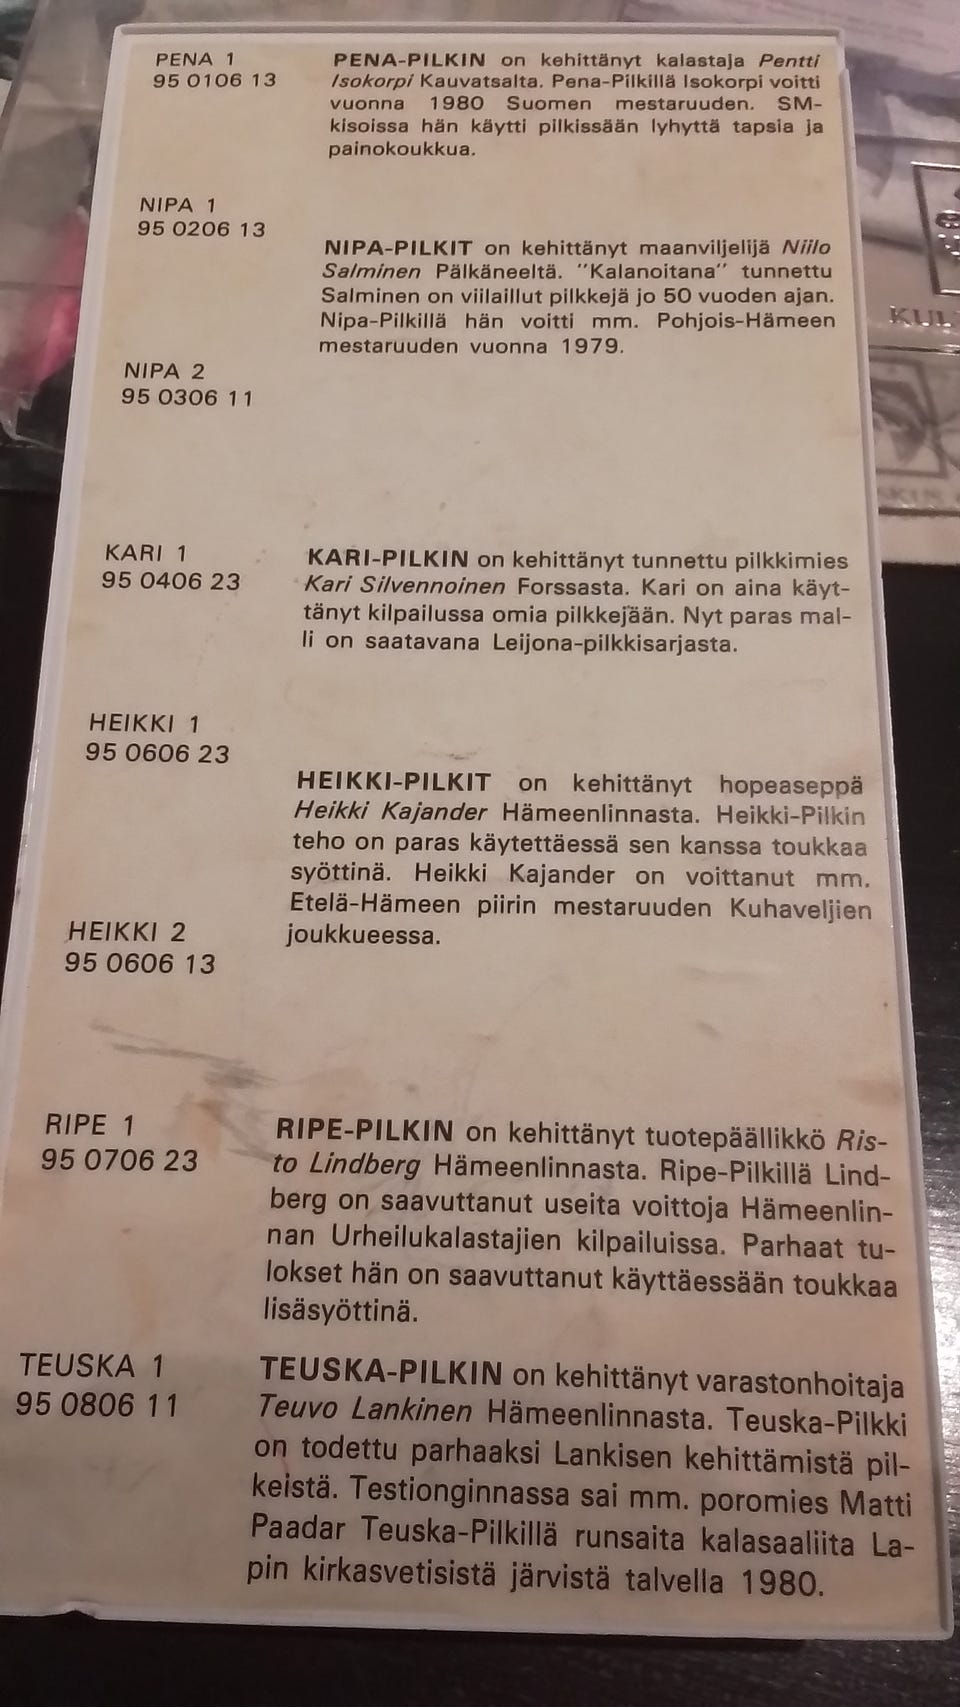 PENA 1
95 0106 13
PENA-PILKIN on kehittänyt kalastaja Pentti
Isokorpi Kauvatsalta. Pena-Pilkillä Isokorpi voitti
vuonna 1980 Suomen mestaruuden. SM-
kisoissa hän käytti pilkissään lyhyttä tapsia ja
painokoukkua.
NIPA 1
95 0206 13
NIPA-PILKIT on kehittänyt maanviljelijä Niilo
Salminen Pälkäneeltä. "Kalanoitana" tunnettu
Salminen on viilaillut pilkkejä jo 50 vuoden ajan.
Nipa-Pilkillä hän voitti mm. Pohjois-Hämeen
mestaruuden vuonna 1979.
NIPA 2
95 0306 11
KARI 1
95 0406 23
KARI-PILKIN on kehittänyt tunnettu pilkkimies
Kari Silvennoinen Forssasta. Kari on aina käyt-
tänyt kilpailussa omia pilkkejään. Nyt paras mal-
li on saatavana Leijona-pilkkisarjasta.
HEIKKI 1
95 0606 23
HEIKKI-PILKIT on kehittänyt hopeaseppä
Heikki Kajander Hämeenlinnasta. Heikki-Pilkin
teho on paras käytettäessä sen kanssa toukkaa
syöttinä. Heikki Kajander on voittanut mm.
Etelä-Hämeen piirin mestaruuden Kuhaveljien
joukkueessa.
HEIKKI 2
95 0606 13
RIPE 1
95 0706 23
RIPE-PILKIN on kehittänyt tuotepäällikkö Ris-
to Lindberg Hämeenlinnasta. Ripe-Pilkillä Lind-
berg on saavuttanut useita voittoja Hämeenlin-
nan Urheilukalastajien kilpailuissa. Parhaat tu-
lokset hän on saavuttanut käyttäessään toukkaa
lisäsyöttinä.
TEUSKA 1
95 0806 11
TEUSKA-PILKIN on kehittänyt varastonhoitaja
Teuvo Lankinen Hämeenlinnasta. Teuska-Pilkki
on todettu parhaaksi Lankisen kehittämistä pil-
keistä. Testionginnassa sai mm. poromies Matti
Paadar Teuska-Pilkillä runsaita kalasaaliita La-
pin kirkasvetisistä järvistä talvella 1980.